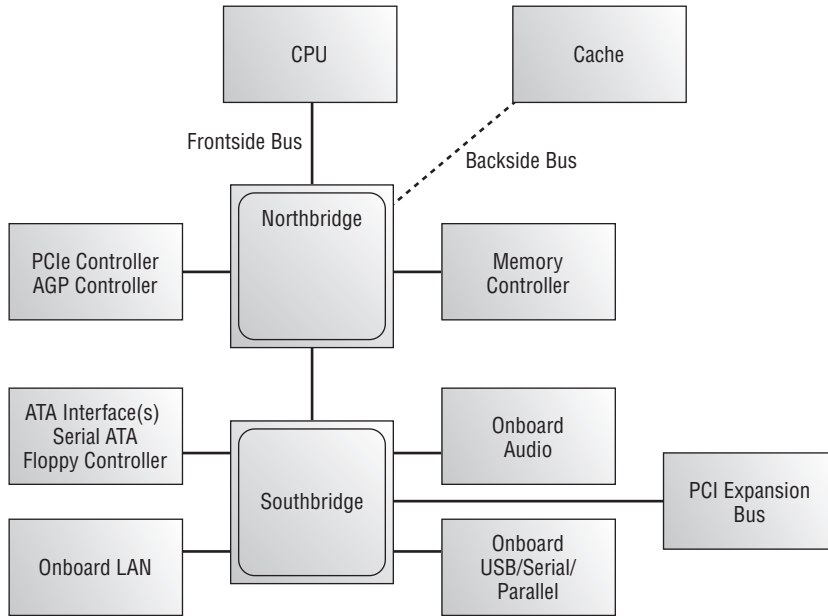 CPU
Cache
Frontside Bus
Backside Bus
Northbridge
PCIe Controller
AGP Controller
Memory
Controller
ATA Interface(s)
Serial ATA
Floppy Controller
Onboard
Audio
Southbridge
PCI Expansion
Bus
Onboard LAN
Onboard
USB/Serial/
Parallel